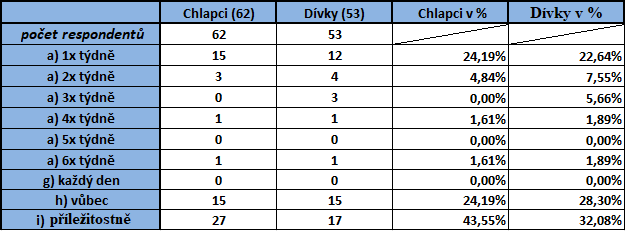 Chlapci (62) Dívky (53) Chlapci v % Dívky v %
počet respondentů 62 53
a) 1x týdně 15 12 24,19% 22,64%
a) 2x týdně 3 4 4,84% 7,55%
a) 3x týdně 0 3 0,00% 5,66%
a) 4x týdně 1 1 1,61% 1,89%
a) 5x týdně 0 0 0,00% 0,00%
a) 6x týdně 1 1 1,61% 1,89%
g) každý den 0 0 0,00% 0,00%
h) vůbec 15 15 24,19% 28,30%
i) příležitostně 27 17 43,55% 32,08%